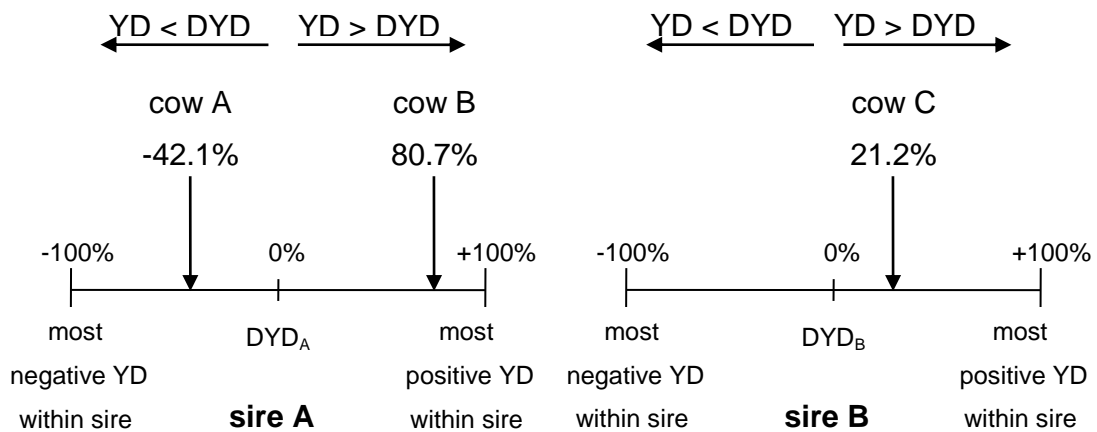 YD < DYD YD > DYD
cow A cow B
-42.1% 80.7%
-100% 0% +100%
most DYD_A most
negative YD positive YD
within sire sire A within sire
YD < DYD YD > DYD
cow C
21.2%
-100% 0% +100%
most DYD_B most
negative YD positive YD
within sire sire B within sire